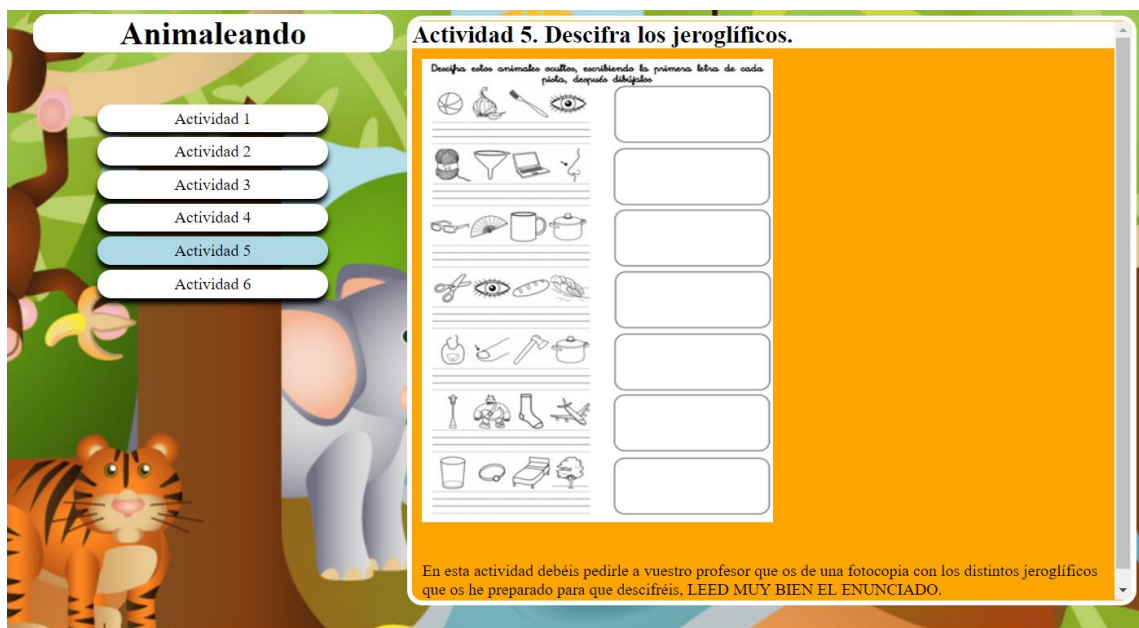 Animaleando
Actividad 1
Actividad 2
Actividad 3
Actividad 4
Actividad 5
Actividad 6
Actividad 5. Descifra los jeroglíficos.
Descifra estos animales ocultos, escribiendo la primera letra de cada
pista, después dibújalos
En esta actividad debéis pedirle a vuestro profesor que os de una fotocopia con los distintos jeroglíficos
que os he preparado para que descifréis, LEED MUY BIEN EL ENUNCIADO.